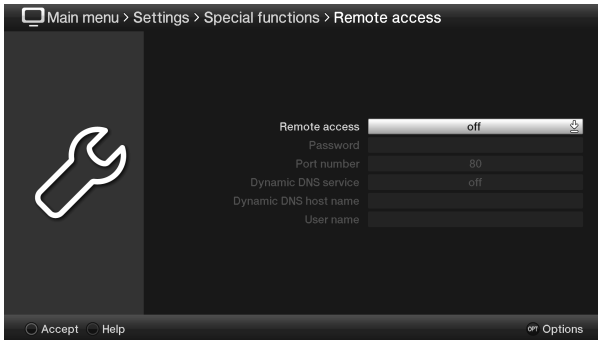 Main menu > Settings > Special functions > Remote access
Remote access off
Password
Port number 80
Dynamic DNS service off
Dynamic DNS host name
User name
Accept Help OPT Options